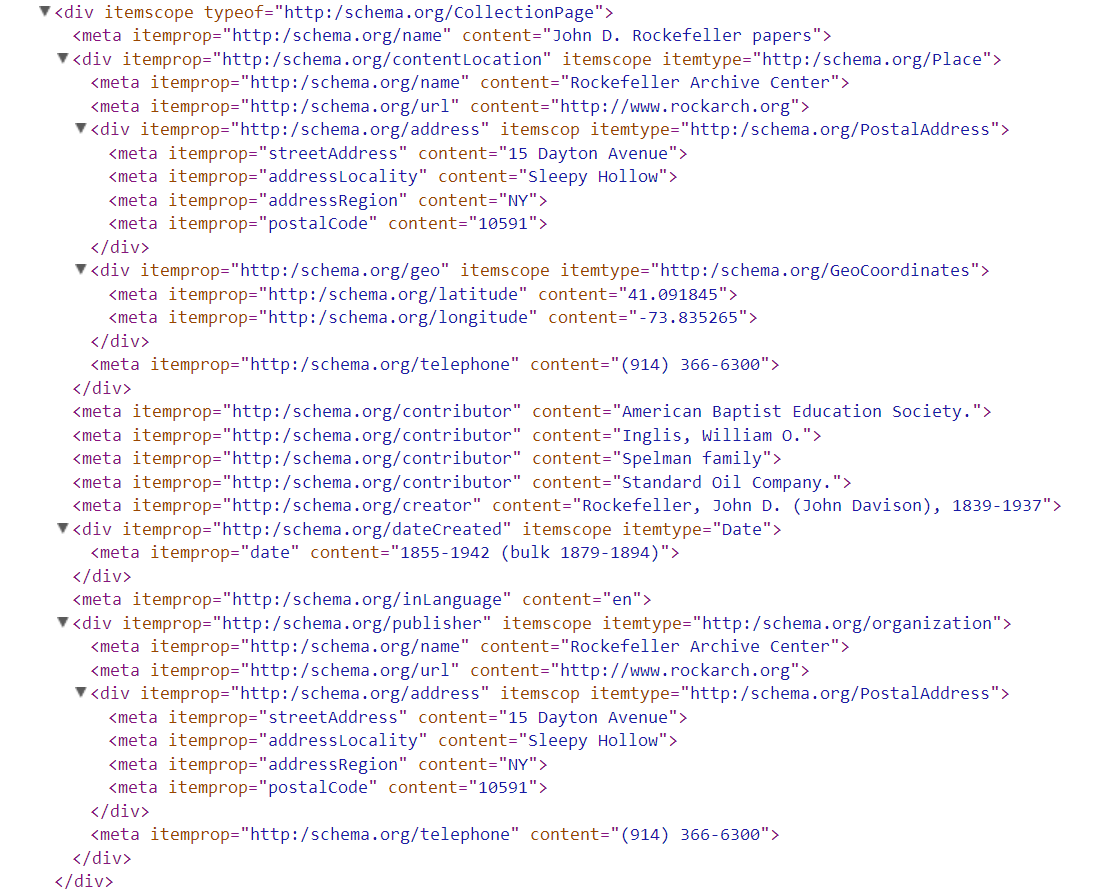 ▼<div itemscope typeof="http:/schema.org/CollectionPage">
<meta itemprop="http:/schema.org/name" content="John D. Rockefeller papers">
▼<div itemprop="http:/schema.org/contentLocation" itemscope itemtype="http:/schema.org/Place">
<meta itemprop="http:/schema.org/name" content="Rockefeller Archive Center">
<meta itemprop="http:/schema.org/url" content="http://www.rockarch.org">
▼<div itemprop="http:/schema.org/address" itemscop itemtype="http:/schema.org/PostalAddress">
<meta itemprop="streetAddress" content="15 Dayton Avenue">
<meta itemprop="addressLocality" content="Sleepy Hollow">
<meta itemprop="addressRegion" content="NY">
<meta itemprop="postalCode" content="10591">
</div>
▼<div itemprop="http:/schema.org/geo" itemscope itemtype="http:/schema.org/GeoCoordinates">
<meta itemprop="http:/schema.org/latitude" content="41.091845">
<meta itemprop="http:/schema.org/longitude" content="-73.835265">
</div>
<meta itemprop="http:/schema.org/telephone" content="(914) 366-6300">
</div>
<meta itemprop="http:/schema.org/contributor" content="American Baptist Education Society.">
<meta itemprop="http:/schema.org/contributor" content="Inglis, William O.">
<meta itemprop="http:/schema.org/contributor" content="Spelman family">
<meta itemprop="http:/schema.org/contributor" content="Standard Oil Company.">
<meta itemprop="http:/schema.org/creator" content="Rockefeller, John D. (John Davison), 1839-1937">
▼<div itemprop="http:/schema.org/dateCreated" itemscope itemtype="Date">
<meta itemprop="date" content="1855-1942 (bulk 1879-1894)">
</div>
<meta itemprop="http:/schema.org/inLanguage" content="en">
▼<div itemprop="http:/schema.org/publisher" itemscope itemtype="http:/schema.org/organization">
<meta itemprop="http:/schema.org/name" content="Rockefeller Archive Center">
<meta itemprop="http:/schema.org/url" content="http://www.rockarch.org">
▼<div itemprop="http:/schema.org/address" itemscop itemtype="http:/schema.org/PostalAddress">
<meta itemprop="streetAddress" content="15 Dayton Avenue">
<meta itemprop="addressLocality" content="Sleepy Hollow">
<meta itemprop="addressRegion" content="NY">
<meta itemprop="postalCode" content="10591">
</div>
<meta itemprop="http:/schema.org/telephone" content="(914) 366-6300">
</div>
</div>